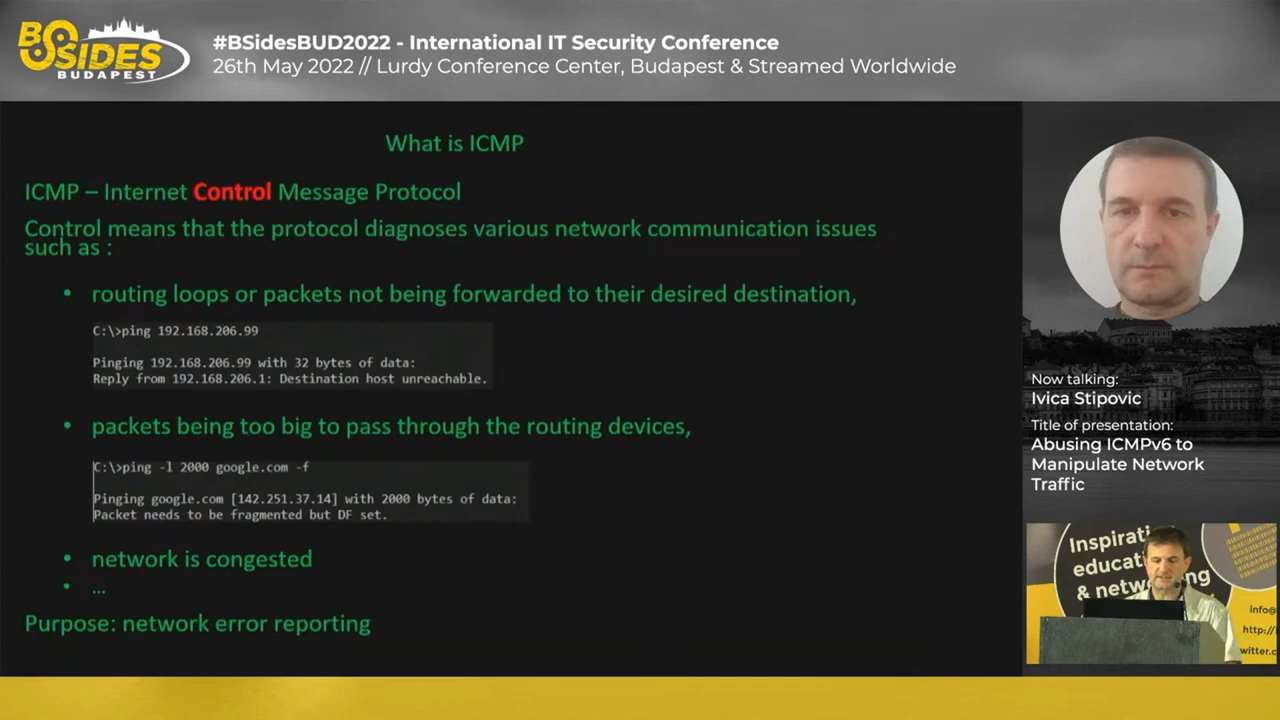 BSIDES
BUDAPEST
#BSidesBUD2022 - International IT Security Conference
26th May 2022 // Lurdy Conference Center, Budapest & Streamed Worldwide
What is ICMP
ICMP – Internet Control Message Protocol
Control means that the protocol diagnoses various network communication issues
such as :
• routing loops or packets not being forwarded to their desired destination,
C:\>ping 192.168.206.99
Pinging 192.168.206.99 with 32 bytes of data:
Reply from 192.168.206.1: Destination host unreachable.
• packets being too big to pass through the routing devices,
C:\>ping -l 2000 google.com -f
Pinging google.com [142.251.37.14] with 2000 bytes of data:
Packet needs to be fragmented but DF set.
• network is congested
• ...
Purpose: network error reporting
Now talking:
Ivica Stipovic
Title of presentation:
Abusing ICMPv6 to
Manipulate Network
Traffic
Inspirati
educat
& netw ng
info@
http://
witter.c